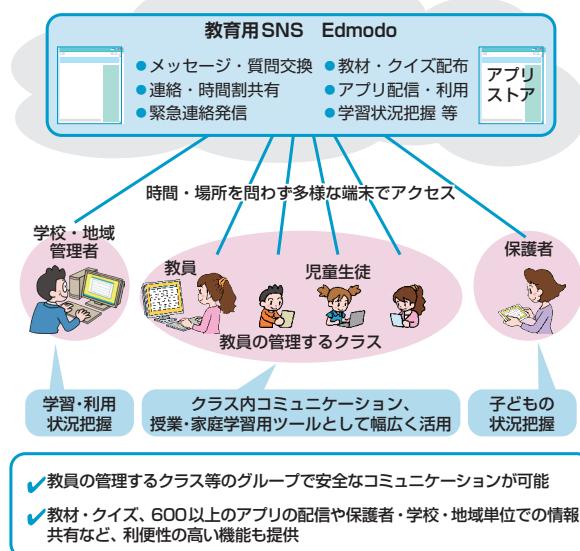 教育用SNS Edmodo
●メッセージ・質問交換
●連絡・時間割共有
●緊急連絡発信
●教材・クイズ配布
●アプリ配信・利用
●学習状況把握 等
アプリ
ストア
時間・場所を問わず多様な端末でアクセス
学校・地域
管理者
教員
児童生徒
保護者
教員の管理するクラス
学習・利用
状況把握
クラス内コミュニケーション、
授業・家庭学習用ツールとして幅広く活用
子どもの
状況把握
✔教員の管理するクラス等のグループで安全なコミュニケーションが可能
✔教材・クイズ、600以上のアプリの配信や保護者・学校・地域単位での情報
共有など、利便性の高い機能も提供